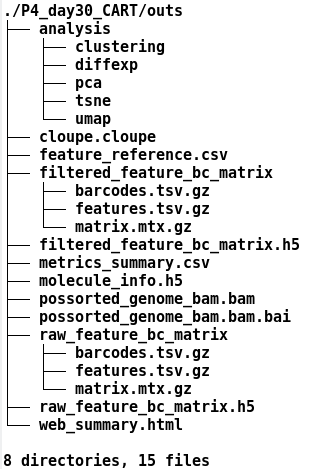 ./P4_day30_CART/outs
├── analysis
│   ├── clustering
│   ├── diffexp
│   ├── pca
│   ├── tsne
│   └── umap
├── cloupe.cloupe
├── feature_reference.csv
├── filtered_feature_bc_matrix
│   ├── barcodes.tsv.gz
│   ├── features.tsv.gz
│   └── matrix.mtx.gz
├── filtered_feature_bc_matrix.h5
├── metrics_summary.csv
├── molecule_info.h5
├── possorted_genome_bam.bam
├── possorted_genome_bam.bam.bai
├── raw_feature_bc_matrix
│   ├── barcodes.tsv.gz
│   ├── features.tsv.gz
│   └── matrix.mtx.gz
├── raw_feature_bc_matrix.h5
└── web_summary.html
8 directories, 15 files